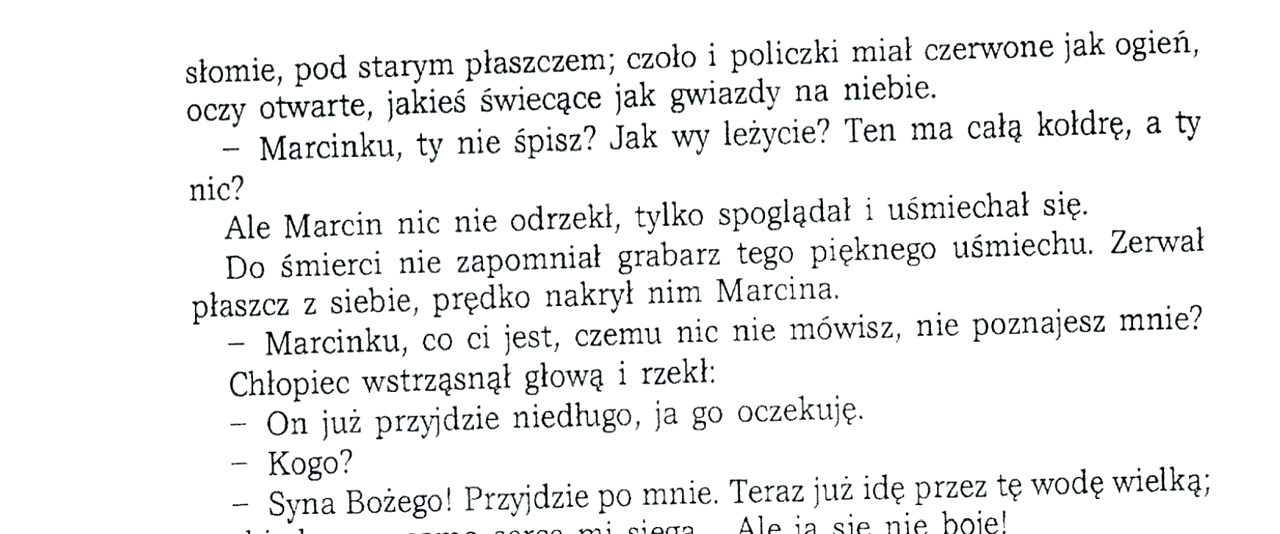 słomie, pod starym płaszczem; czoło i policzki miał czerwone jak ogień,
oczy otwarte, jakieś świecące jak gwiazdy na niebie.
– Marcinku, ty nie śpisz? Jak wy leżycie? Ten ma całą kołdrę, a ty
nic?
Ale Marcin nic nie odrzekł, tylko spoglądał i uśmiechał się.
Do śmierci nie zapomniał grabarz tego pięknego uśmiechu. Zerwał
płaszcz z siebie, prędko nakrył nim Marcina.
– Marcinku, co ci jest, czemu nic nie mówisz, nie poznajesz mnie?
Chłopiec wstrząsnął głową i rzekł:
– On już przyjdzie niedługo, ja go oczekuję.
– Kogo?
– Syna Bożego! Przyjdzie po mnie. Teraz już idę przez tę wodę wielką;
serce mi sięga... Ale ja się nie boję!